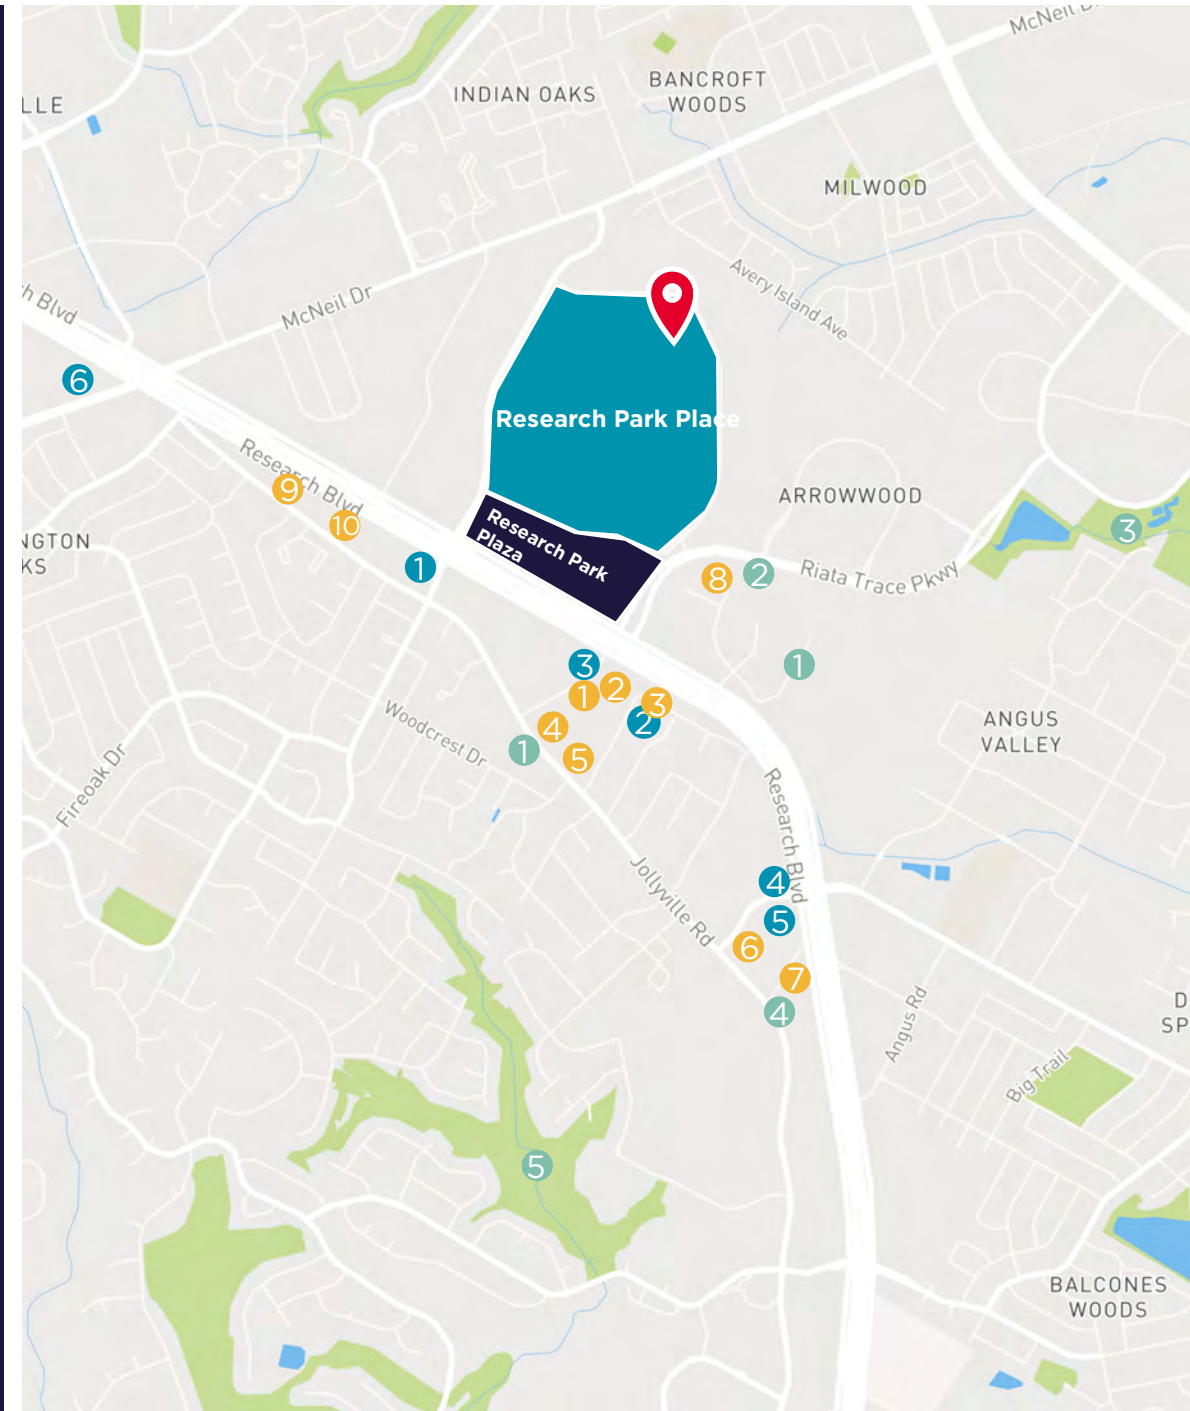 McNeil D
INDIAN OAKS
BANCROFT
WOODS
LLE
MILWOOD
Avery Island Ave
McNeil Dr
h Blvd
6
Research Park Place
Research Blvd
9
10
ARROWWOOD
3
NGTON
KS
Research Park
Plaza
1
8
2
Riata Trace Pkwy
3
1
1
2
3
2
4
1
5
Woodcrest Dr
ANGUS
VALLEY
Fireoak Dr
Research Blvd
Jollyville Rd
4
5
6
7
4
Angus Rd
D
SP
Big Trail
5
BALCONES
WOODS